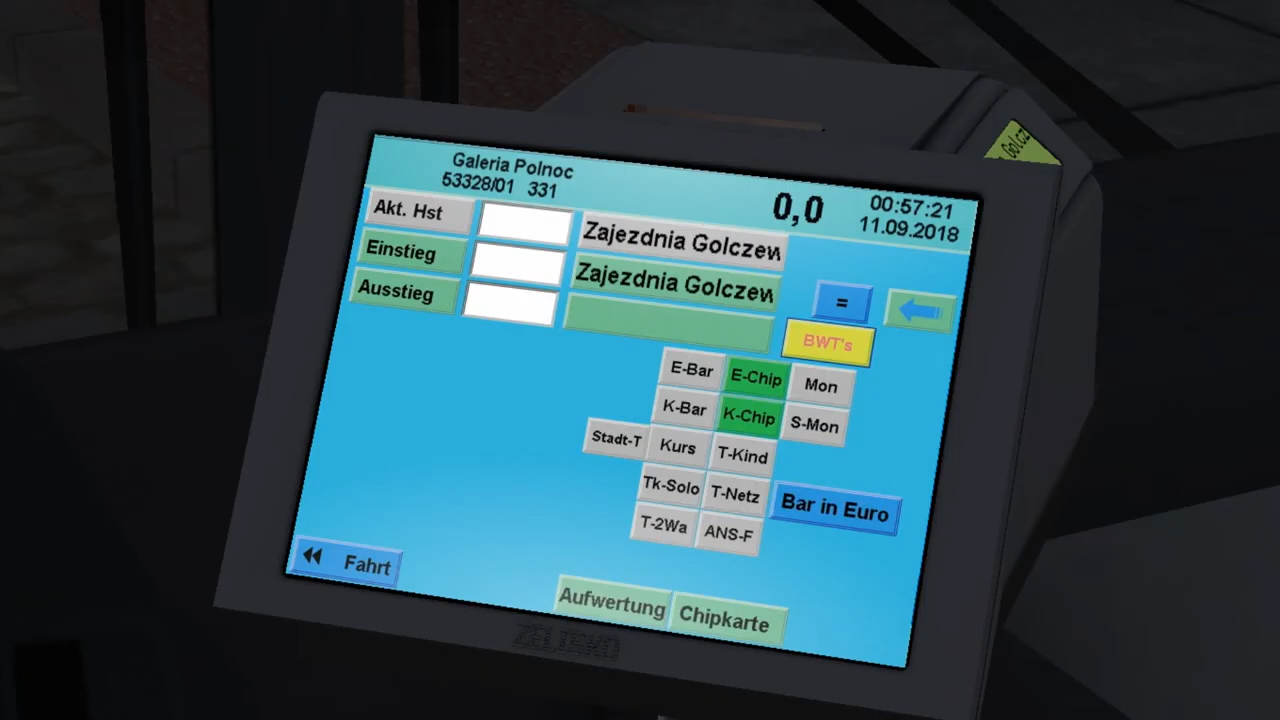 Galeria Polnoc
53328/01 331
0,0
00:57:21
11.09.2018
Akt. Hst
Zajezdnia Golczew
Einstieg
Zajezdnia Golczew
Ausstieg
=
BWT's
E-Bar E-Chip Mon
K-Bar K-Chip S-Mon
Stadt-T Kurs T-Kind
Tk-Solo T-Netz
Bar in Euro
T-2Wa ANS-F
Fahrt
Aufwertung Chipkarte
Golcz